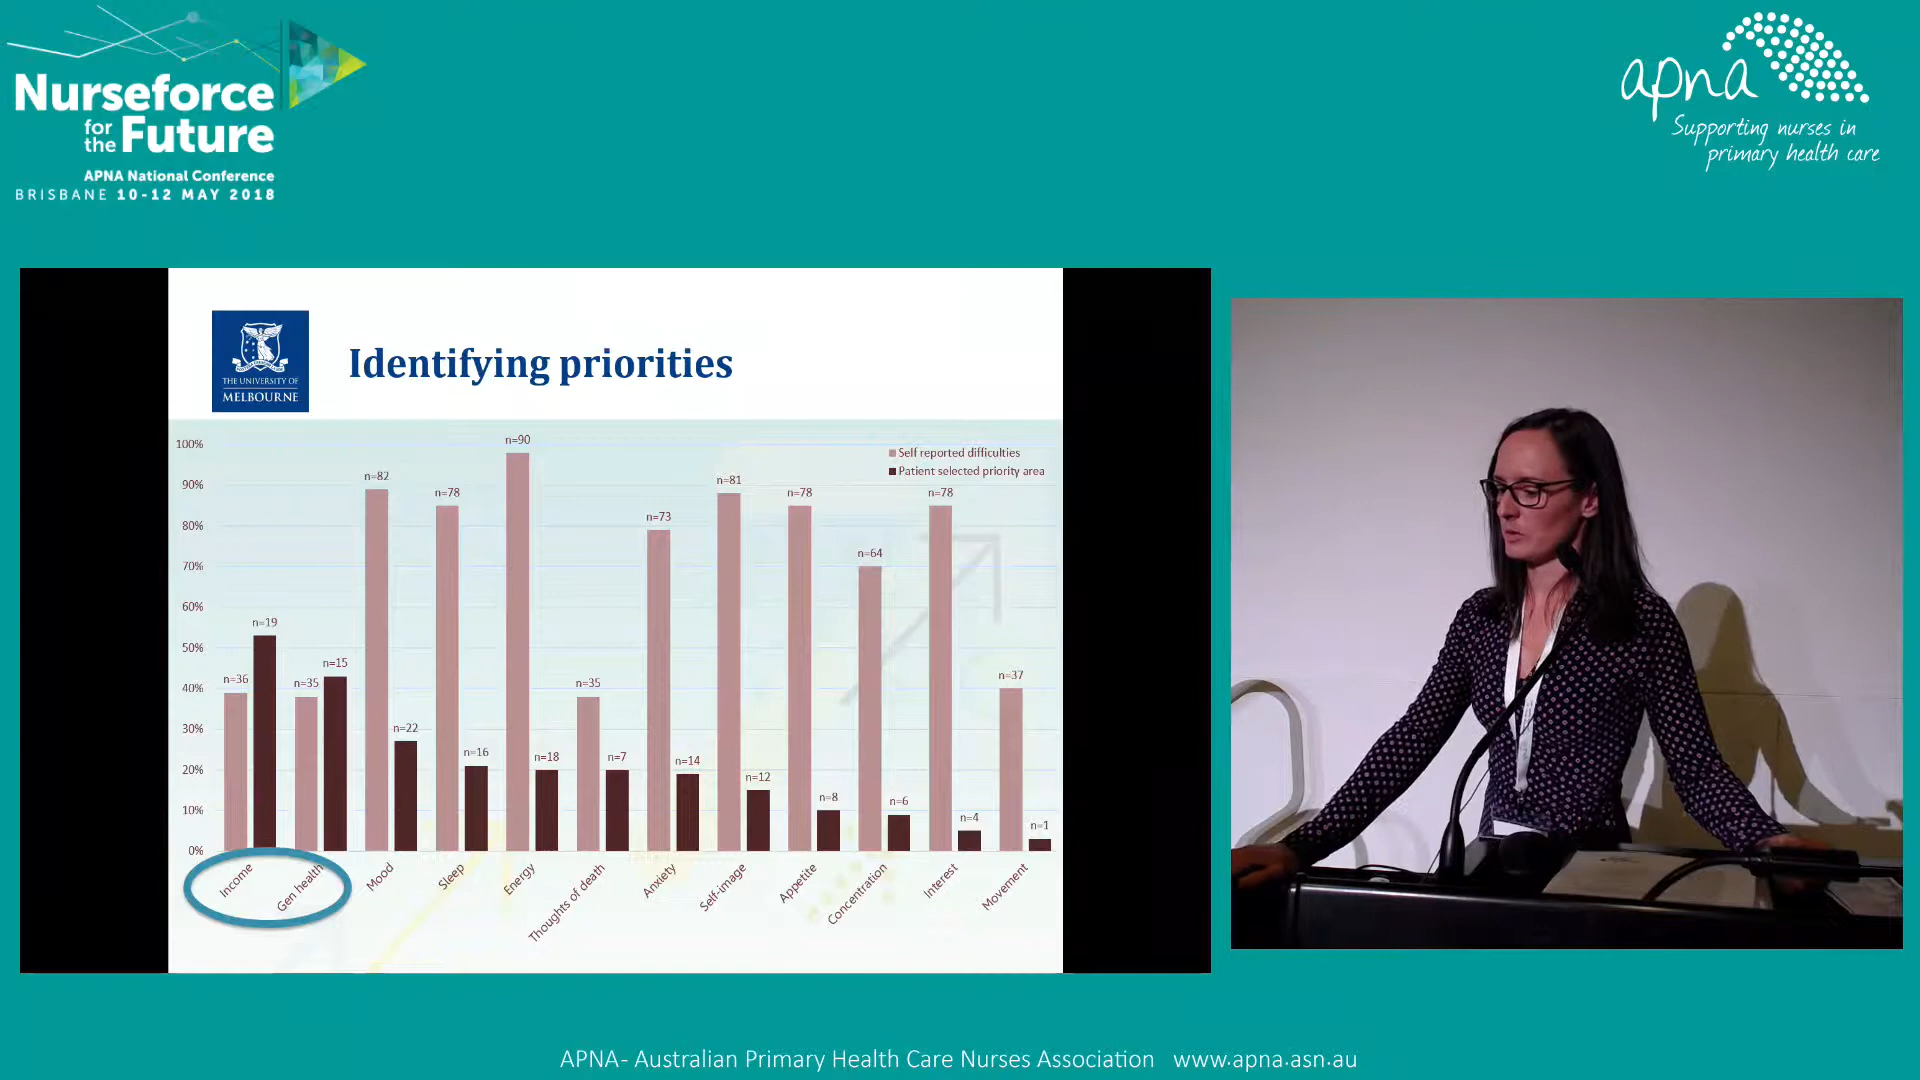 Nurseforce
for the Future
APNA National Conference
BRISBANE 10-12 MAY 2018
apna
Supporting nurses in
primary health care
THE UNIVERSITY OF
MELBOURNE
Identifying priorities
Self reported difficulties
Patient selected priority area
100%
90%
80%
70%
60%
50%
40%
30%
20%
10%
0%
n=36
n=19
n=35
n=15
n=82
n=22
n=78
n=16
n=90
n=18
n=35
n=7
n=73
n=14
n=81
n=12
n=78
n=8
n=64
n=6
n=78
n=4
n=37
n=1
Income
Gen health
Mood
Sleep
Energy
Thoughts of death
Anxiety
Self-image
Appetite
Concentration
Interest
Movement
APNA- Australian Primary Health Care Nurses Association www.apna.asn.au